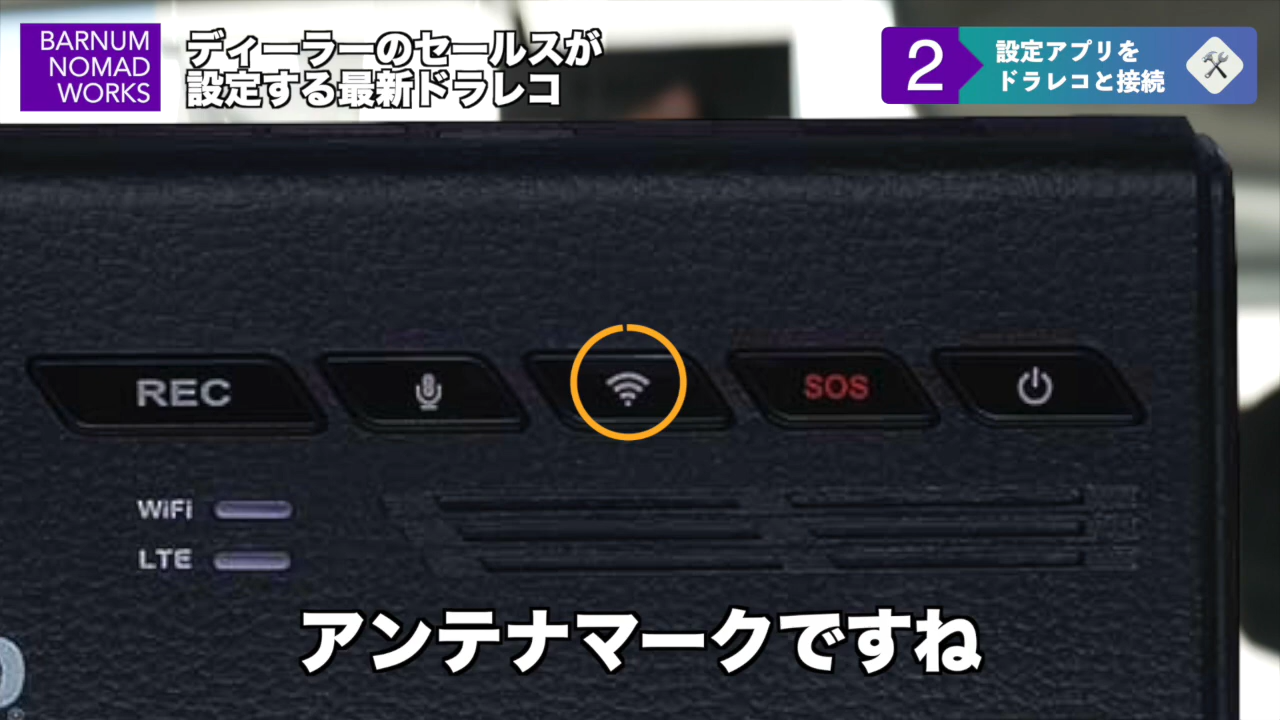 BARNUM
NOMAD
WORKS
ディーラーのセールスが
設定する最新ドラレコ
2
設定アプリを
ドラレコと接続
REC
SOS
WiFi
LTE
アンテナマークですね